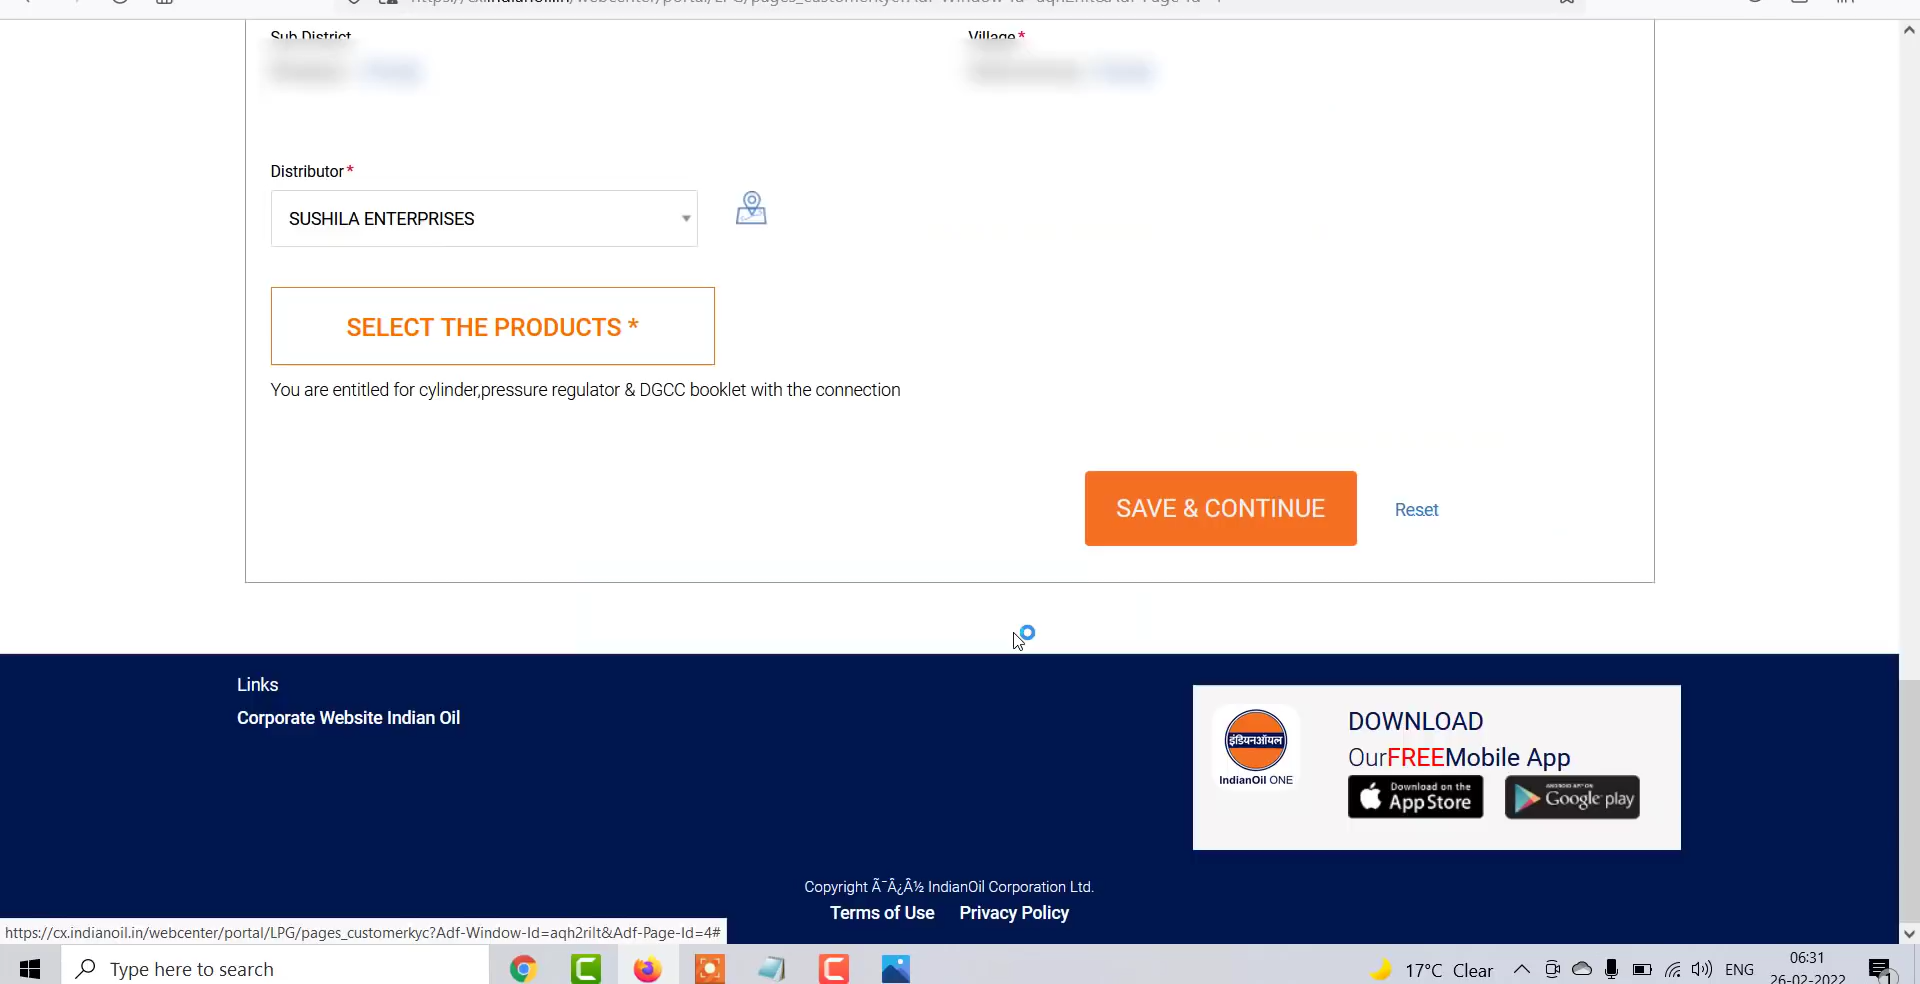 Sub District
Village *
Distributor *
SUSHILA ENTERPRISES
SELECT THE PRODUCTS *
You are entitled for cylinder,pressure regulator & DGCC booklet with the connection
SAVE & CONTINUE
Reset
Links
Corporate Website Indian Oil
इंडियनऑयल
IndianOil ONE
DOWNLOAD
OurFREEMobile App
Download on the
App Store
ANDROID APP ON
Google play
Copyright Ã¯Â¿Â½ IndianOil Corporation Ltd.
Terms of Use Privacy Policy
https://cx.indianoil.in/webcenter/portal/LPG/pages_customerkyc?Adf-Window-Id=aqh2rilt&Adf-Page-Id=4#
Type here to search
17°C Clear
ENG
06:31
26-02-2022
1